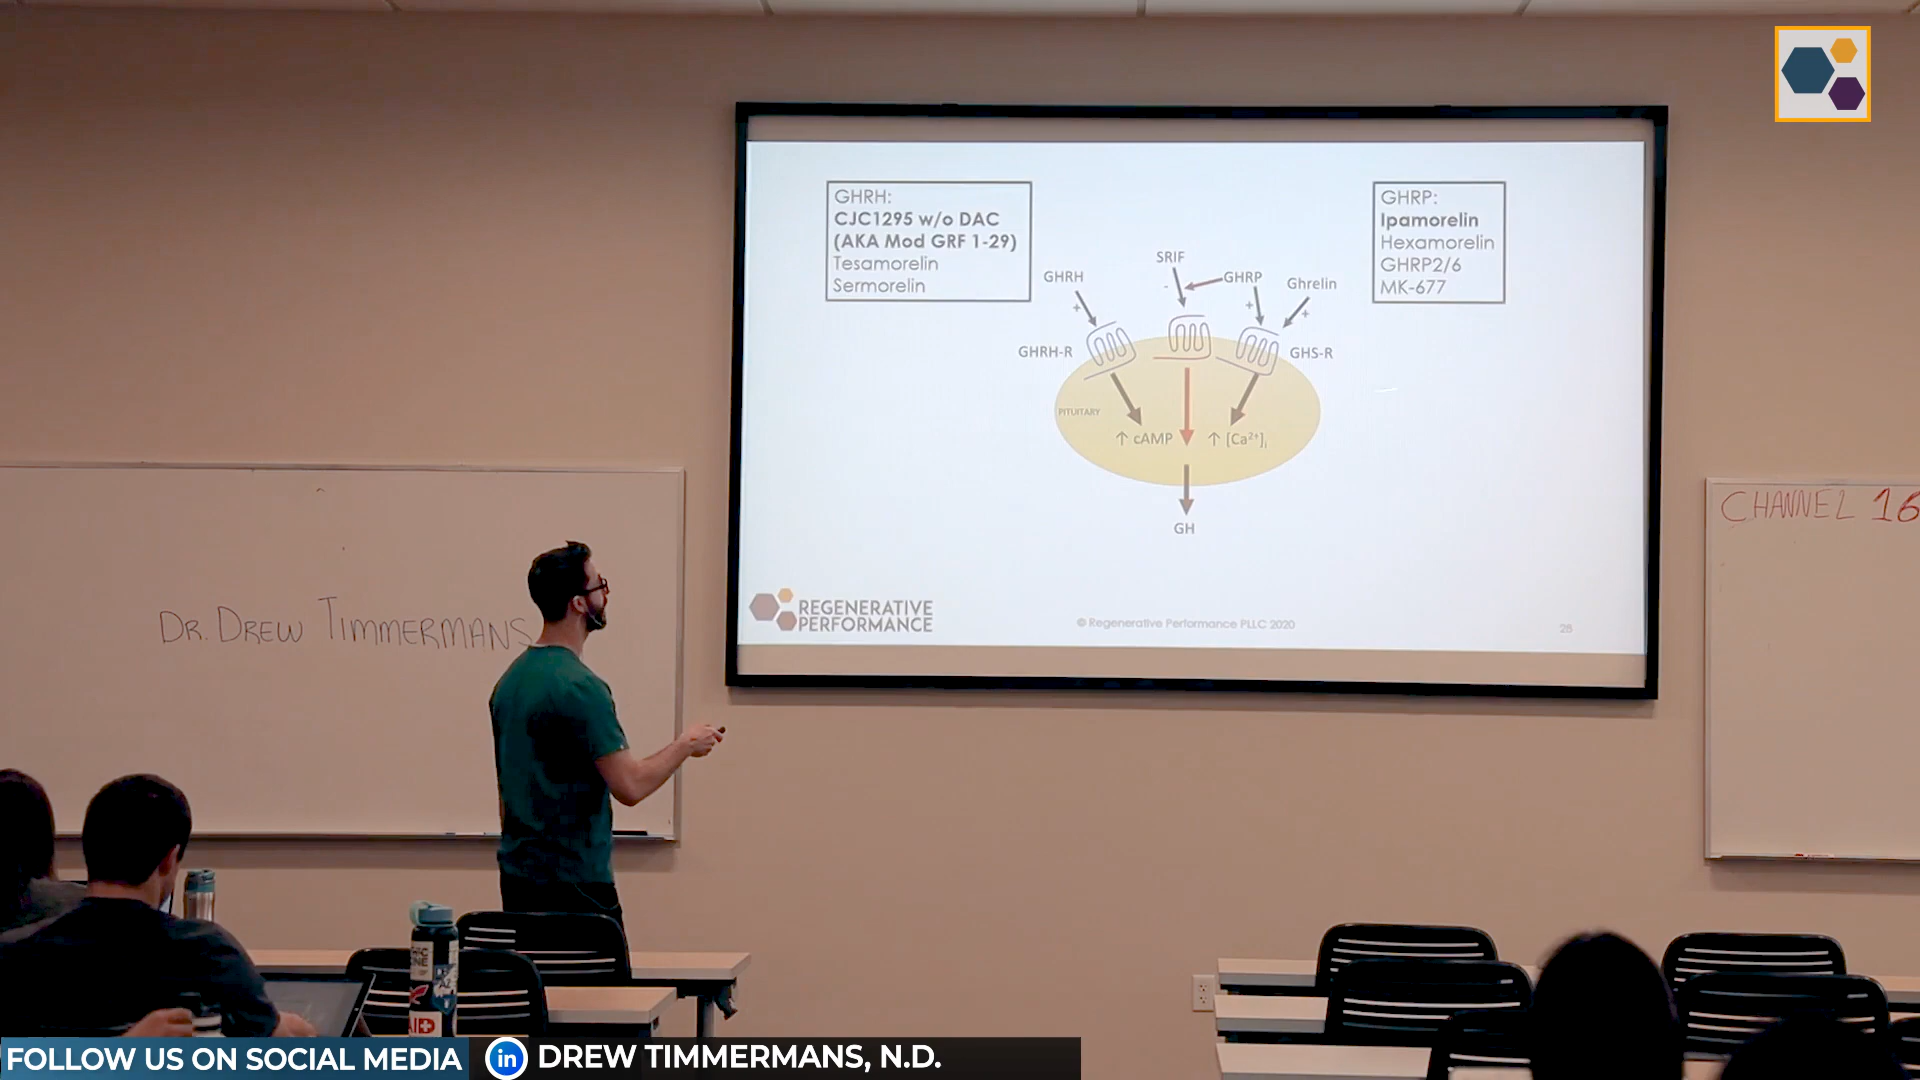 GHRH:
CJC1295 w/o DAC
(AKA Mod GRF 1-29)
Tesamorelin
Sermorelin
GHRP:
Ipamorelin
Hexamorelin
GHRP2/6
MK-677
SRIF
GHRH
GHRP
Ghrelin
+
-
+
+
GHRH-R
GHS-R
PITUITARY
↑ cAMP
↑ [Ca²⁺]ᵢ
GH
REGENERATIVE
PERFORMANCE
© Regenerative Performance PLLC 2020
28
CHANNEL 16
DR. DREW TIMMERMANS
AID
FOLLOW US ON SOCIAL MEDIA
in
DREW TIMMERMANS, N.D.